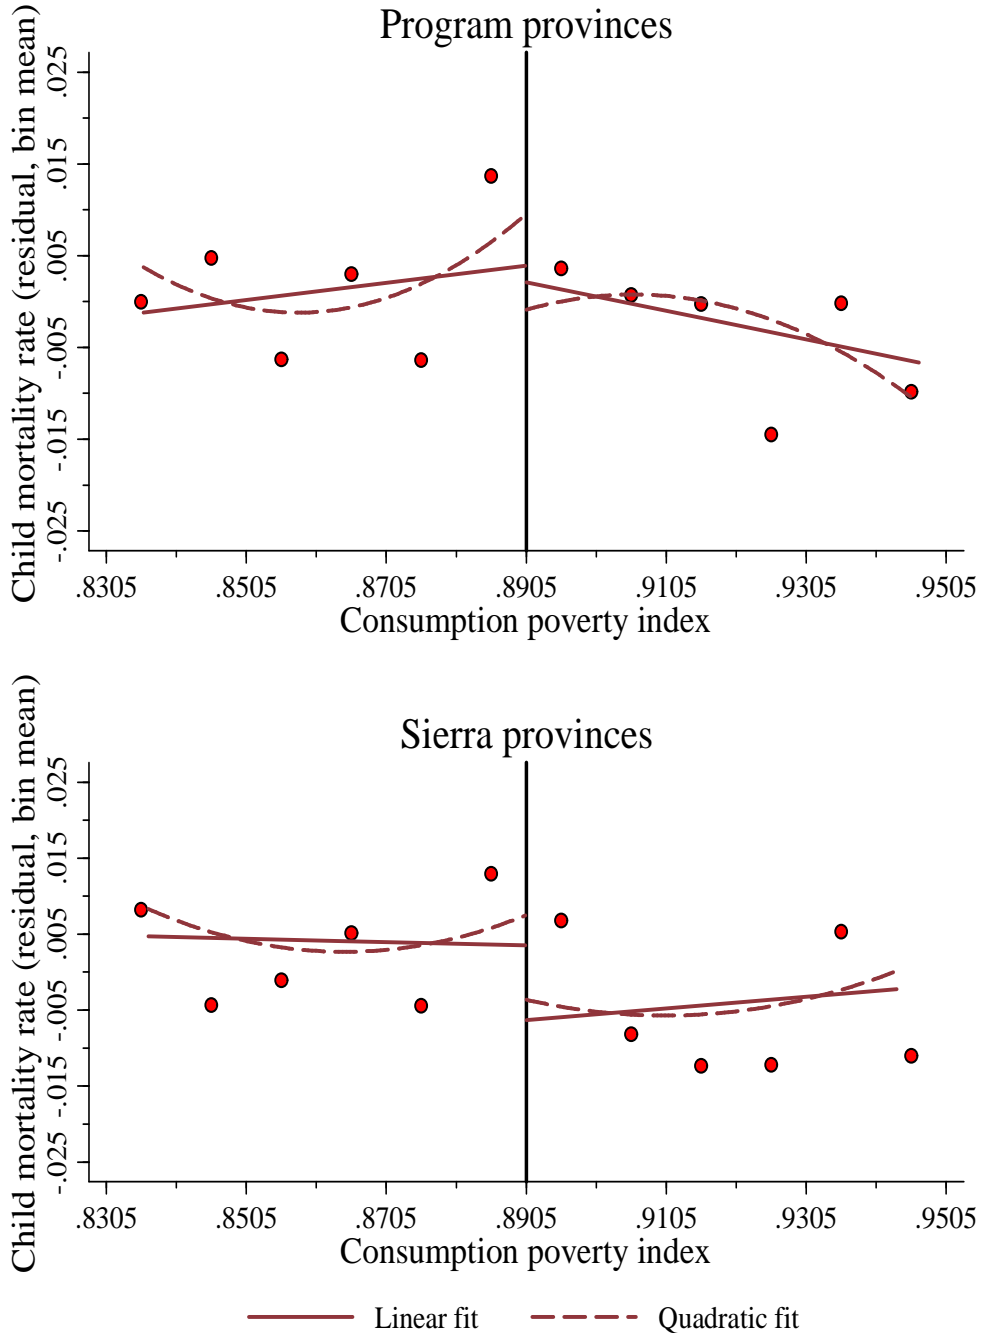 Program provinces
Child mortality rate (residual, bin mean)
.025
.015
.005
-.005
-.015
-.025
.8305 .8505 .8705 .8905 .9105 .9305 .9505
Consumption poverty index
Sierra provinces
Child mortality rate (residual, bin mean)
.025
.015
.005
-.005
-.015
-.025
.8305 .8505 .8705 .8905 .9105 .9305 .9505
Consumption poverty index
Linear fit Quadratic fit